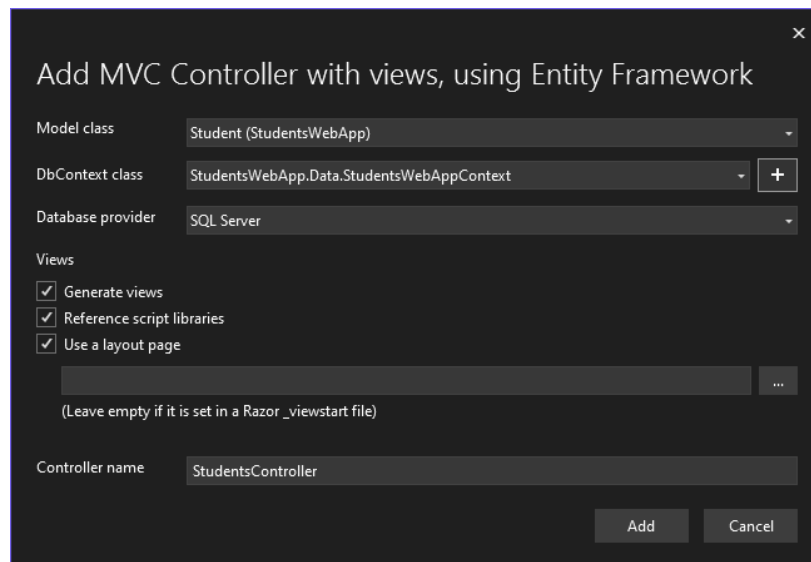 Add MVC Controller with views, using Entity Framework
Model class
Student (StudentsWebApp)
DbContext class
StudentsWebApp.Data.StudentsWebAppContext
+
Database provider
SQL Server
Views
Generate views
Reference script libraries
Use a layout page
...
(Leave empty if it is set in a Razor _viewstart file)
Controller name
StudentsController
Add
Cancel